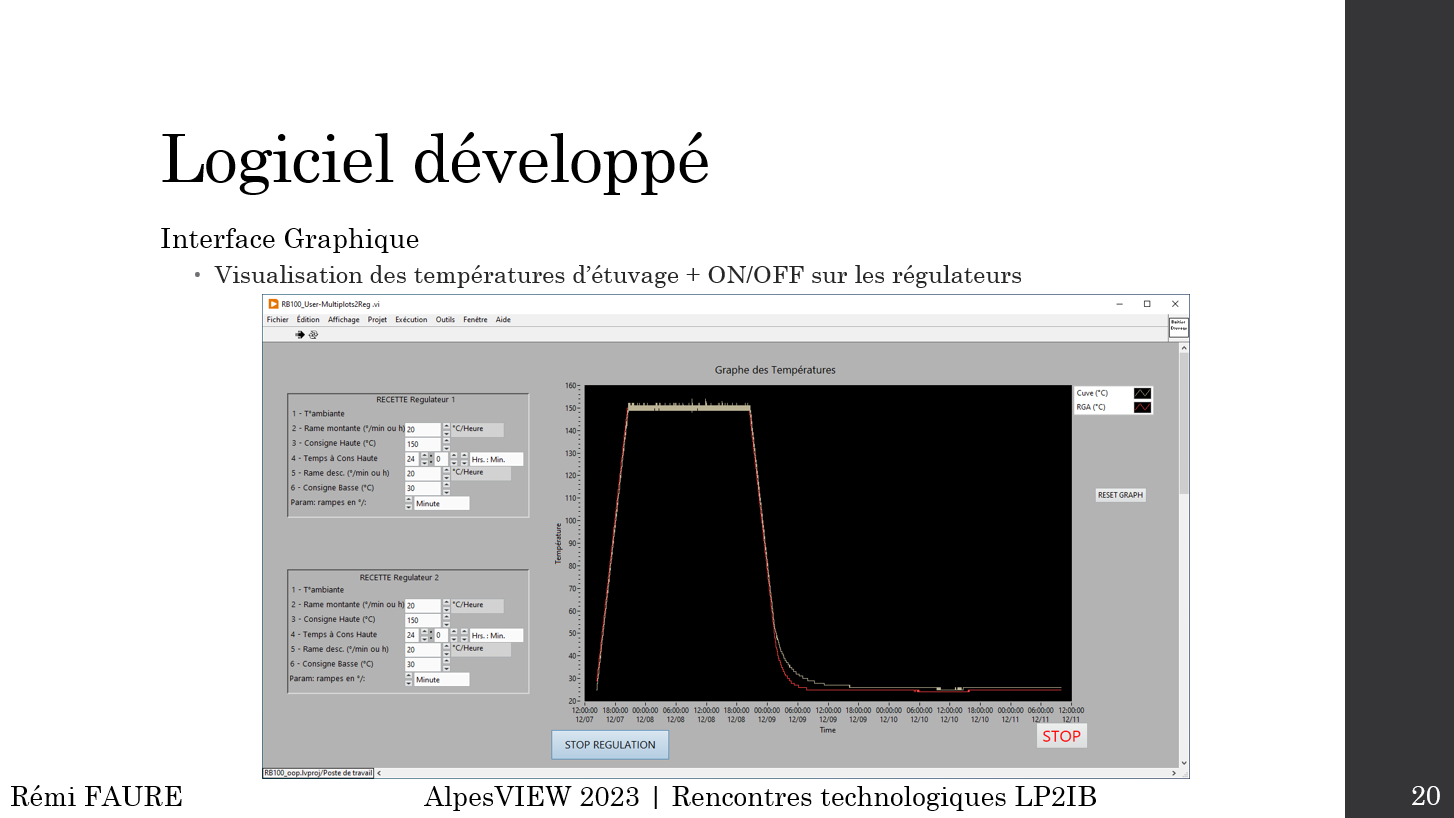 Logiciel développé
Interface Graphique
• Visualisation des températures d'étuvage + ON/OFF sur les régulateurs
RB100_User-Multiplots2Reg .vi
Fichier Édition Affichage Projet Exécution Outils Fenêtre Aide
Graphe des Températures
RECETTE Regulateur 1
1 - T°ambiante
2 - Rame montante (°/min ou h) 20 °C/Heure
3 - Consigne Haute (°C) 150
4 - Temps à Cons Haute 24 : 0 Hrs. : Min.
5 - Rame desc. (°/min ou h) 20 °C/Heure
6 - Consigne Basse (°C) 30
Param: rampes en °/: Minute
RECETTE Regulateur 2
1 - T°ambiante
2 - Rame montante (°/min ou h) 20 °C/Heure
3 - Consigne Haute (°C) 150
4 - Temps à Cons Haute 24 : 0 Hrs. : Min.
5 - Rame desc. (°/min ou h) 20 °C/Heure
6 - Consigne Basse (°C) 30
Param: rampes en °/: Minute
Température
160
150
140
130
120
110
100
90
80
70
60
50
40
30
20
12:00:00 18:00:00 00:00:00 06:00:00 12:00:00 18:00:00 00:00:00 06:00:00 12:00:00 18:00:00 00:00:00 06:00:00 12:00:00 18:00:00 00:00:00 06:00:00 12:00:00
12/07 12/07 12/08 12/08 12/08 12/08 12/09 12/09 12/09 12/09 12/10 12/10 12/10 12/10 12/11 12/11 12/11
Time
Cuve (°C)
RGA (°C)
RESET GRAPH
STOP REGULATION
STOP
RB100_oop.lvproj/Poste de travail
Rémi FAURE
AlpesVIEW 2023 | Rencontres technologiques LP2IB
20